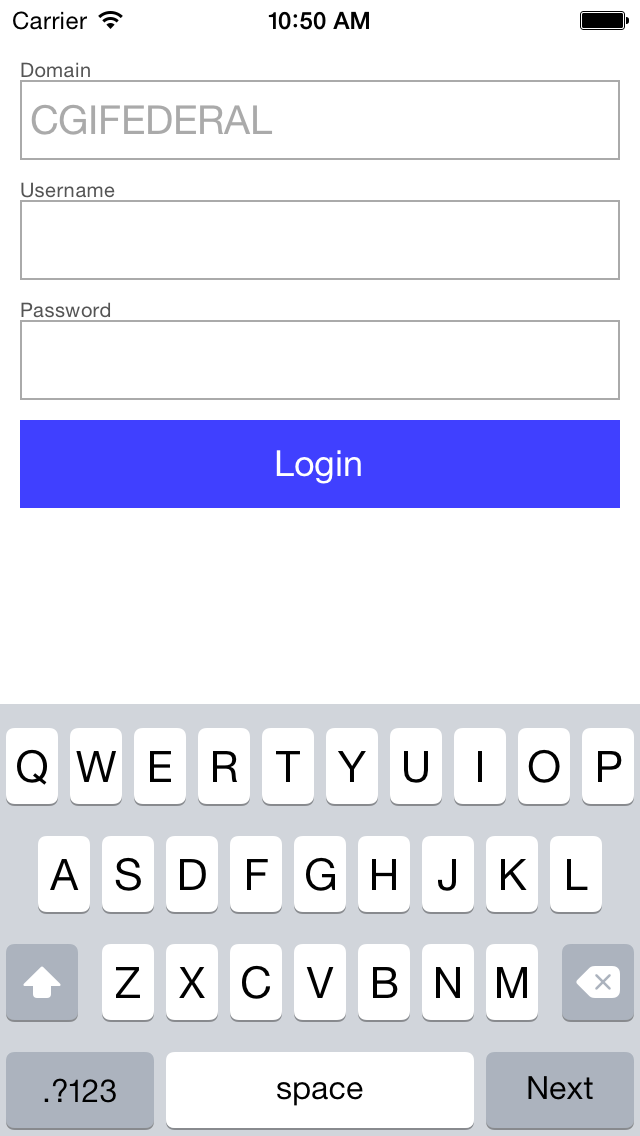 Carrier 10:50 AM
Domain
CGIFEDERAL
Username
Password
Login
Q W E R T Y U I O P
A S D F G H J K L
Z X C V B N M
.?123 space Next